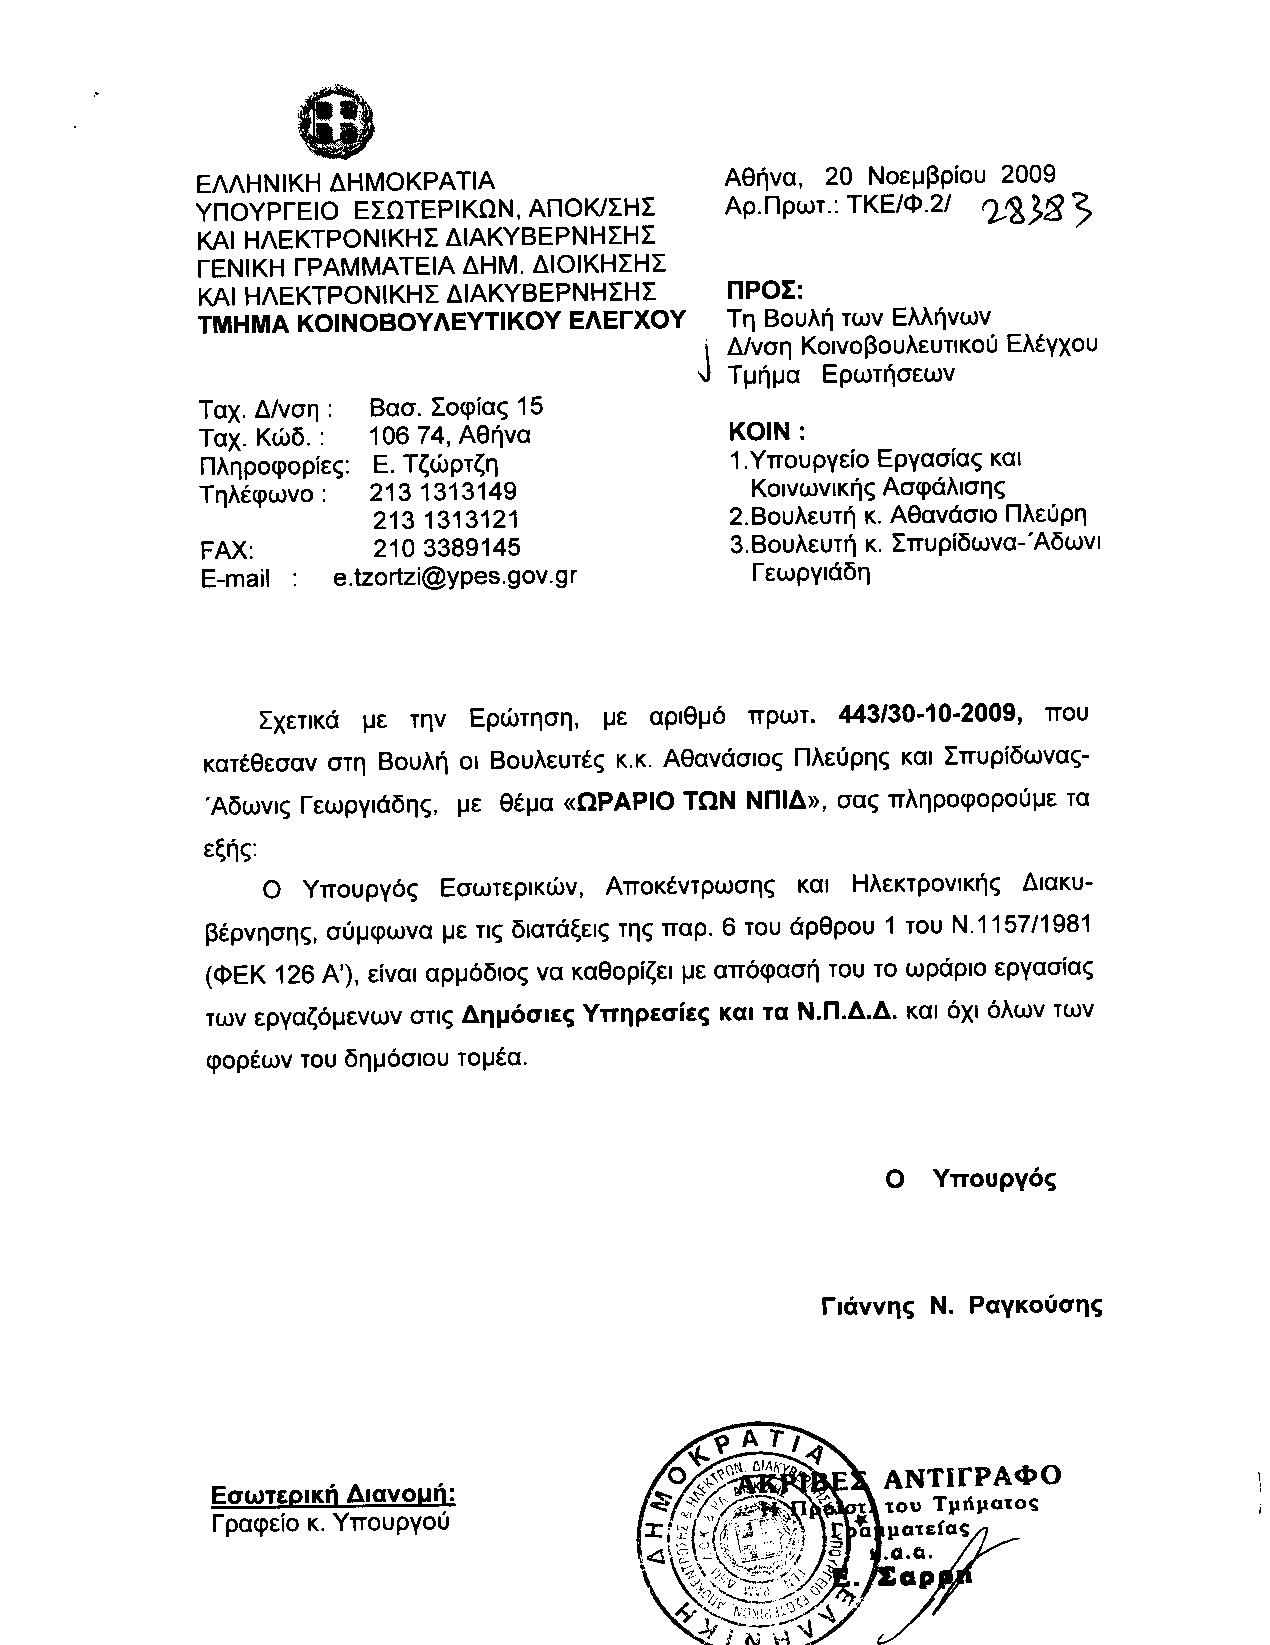 ΕΛΛΗΝΙΚΗ ΔΗΜΟΚΡΑΤΙΑ
ΥΠΟΥΡΓΕΙΟ ΕΣΩΤΕΡΙΚΩΝ, ΑΠΟΚ/ΣΗΣ
ΚΑΙ ΗΛΕΚΤΡΟΝΙΚΗΣ ΔΙΑΚΥΒΕΡΝΗΣΗΣ
ΓΕΝΙΚΗ ΓΡΑΜΜΑΤΕΙΑ ΔΗΜ. ΔΙΟΙΚΗΣΗΣ
ΚΑΙ ΗΛΕΚΤΡΟΝΙΚΗΣ ΔΙΑΚΥΒΕΡΝΗΣΗΣ
ΤΜΗΜΑ ΚΟΙΝΟΒΟΥΛΕΥΤΙΚΟΥ ΕΛΕΓΧΟΥ
Ταχ. Δ/νση : Βασ. Σοφίας 15
Ταχ. Κώδ. : 106 74, Αθήνα
Πληροφορίες: Ε. Τζώρτζη
Τηλέφωνο : 213 1313149
213 1313121
FAX: 210 3389145
E-mail : e.tzortzi@ypes.gov.gr
Αθήνα, 20 Νοεμβρίου 2009
Αρ.Πρωτ.: ΤΚΕ/Φ.2/ 28383
ΠΡΟΣ:
Τη Βουλή των Ελλήνων
Δ/νση Κοινοβουλευτικού Ελέγχου
Τμήμα Ερωτήσεων
ΚΟΙΝ :
1.Υπουργείο Εργασίας και
Κοινωνικής Ασφάλισης
2.Βουλευτή κ. Αθανάσιο Πλεύρη
3.Βουλευτή κ. Σπυρίδωνα-Άδωνι
Γεωργιάδη
Σχετικά με την Ερώτηση, με αριθμό πρωτ. 443/30-10-2009, που
κατέθεσαν στη Βουλή οι Βουλευτές κ.κ. Αθανάσιος Πλεύρης και Σπυρίδωνας-
Άδωνις Γεωργιάδης, με θέμα «ΩΡΑΡΙΟ ΤΩΝ ΝΠΙΔ», σας πληροφορούμε τα
εξής:
Ο Υπουργός Εσωτερικών, Αποκέντρωσης και Ηλεκτρονικής Διακυ-
βέρνησης, σύμφωνα με τις διατάξεις της παρ. 6 του άρθρου 1 του Ν.1157/1981
(ΦΕΚ 126 Α'), είναι αρμόδιος να καθορίζει με απόφασή του το ωράριο εργασίας
των εργαζόμενων στις Δημόσιες Υπηρεσίες και τα Ν.Π.Δ.Δ. και όχι όλων των
φορέων του δημόσιου τομέα.
Ο Υπουργός
Γιάννης Ν. Ραγκούσης
Εσωτερική Διανομή:
Γραφείο κ. Υπουργού
ΕΛΛΗΝΙΚΗ ΔΗΜΟΚΡΑΤΙΑ
ΑΚΡΙΒΕΣ ΑΝΤΙΓΡΑΦΟ
του Τμήματος
Γραμματείας
Ε. Σαρρή